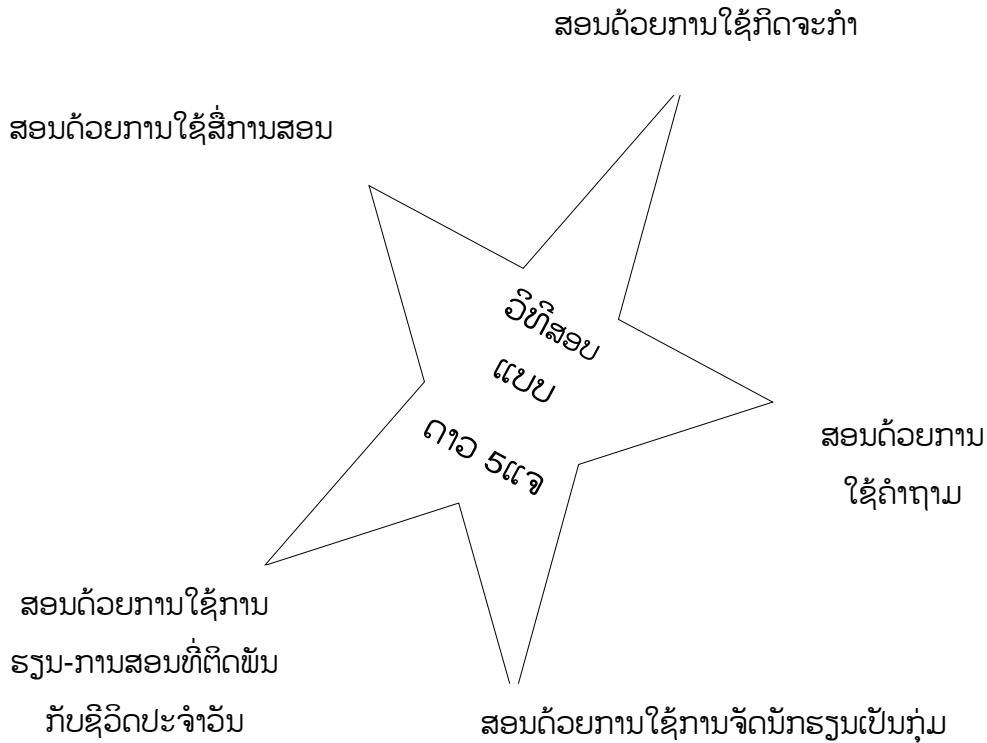 ສອນດ້ວຍການໃຊ້ກິດຈະກຳ
ສອນດ້ວຍການໃຊ້ສື່ການສອນ
ວິທີສອບ
ແບບ
ດາວ 5ແຈ
ສອນດ້ວຍການ
ໃຊ້ຄຳຖາມ
ສອນດ້ວຍການໃຊ້ການ
ຮຽນ-ການສອນທີ່ຕິດພັນ
ກັບຊີວິດປະຈຳວັນ
ສອນດ້ວຍການໃຊ້ການຈັດນັກຮຽນເປັນກຸ່ມ